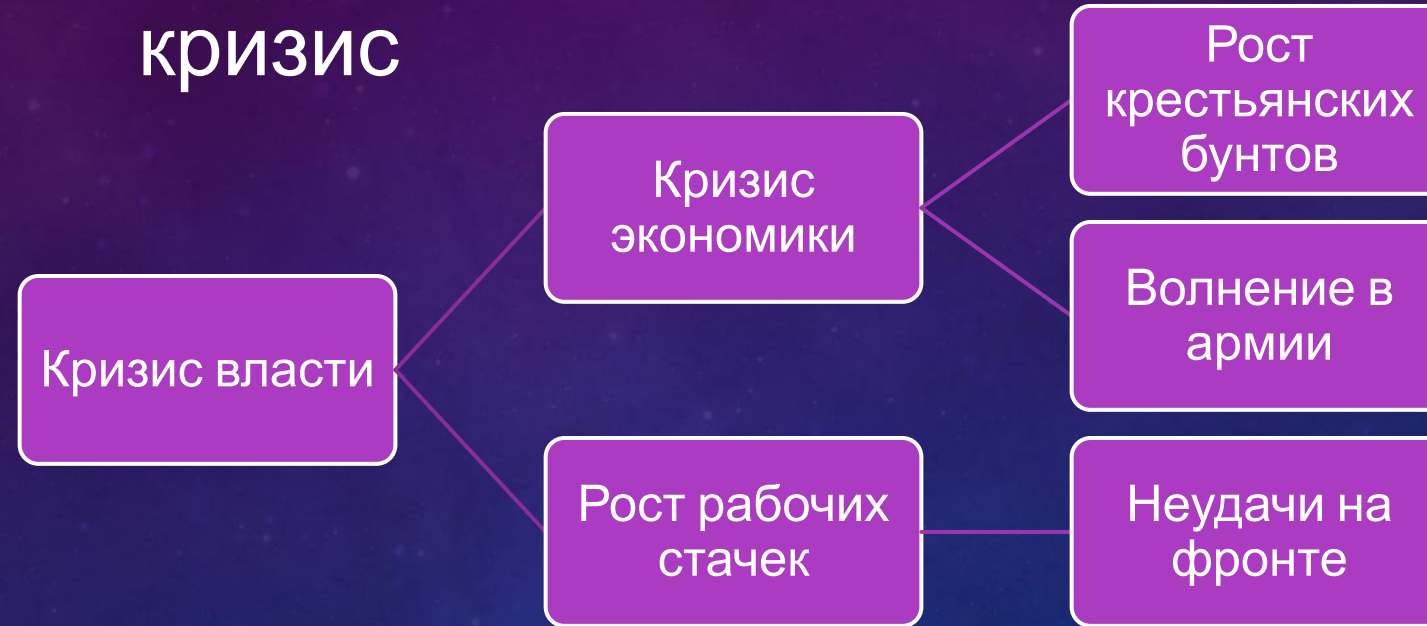 кризис
Кризис власти
Кризис
экономики
Рост рабочих
стачек
Рост
крестьянских
бунтов
Волнение в
армии
Неудачи на
фронте